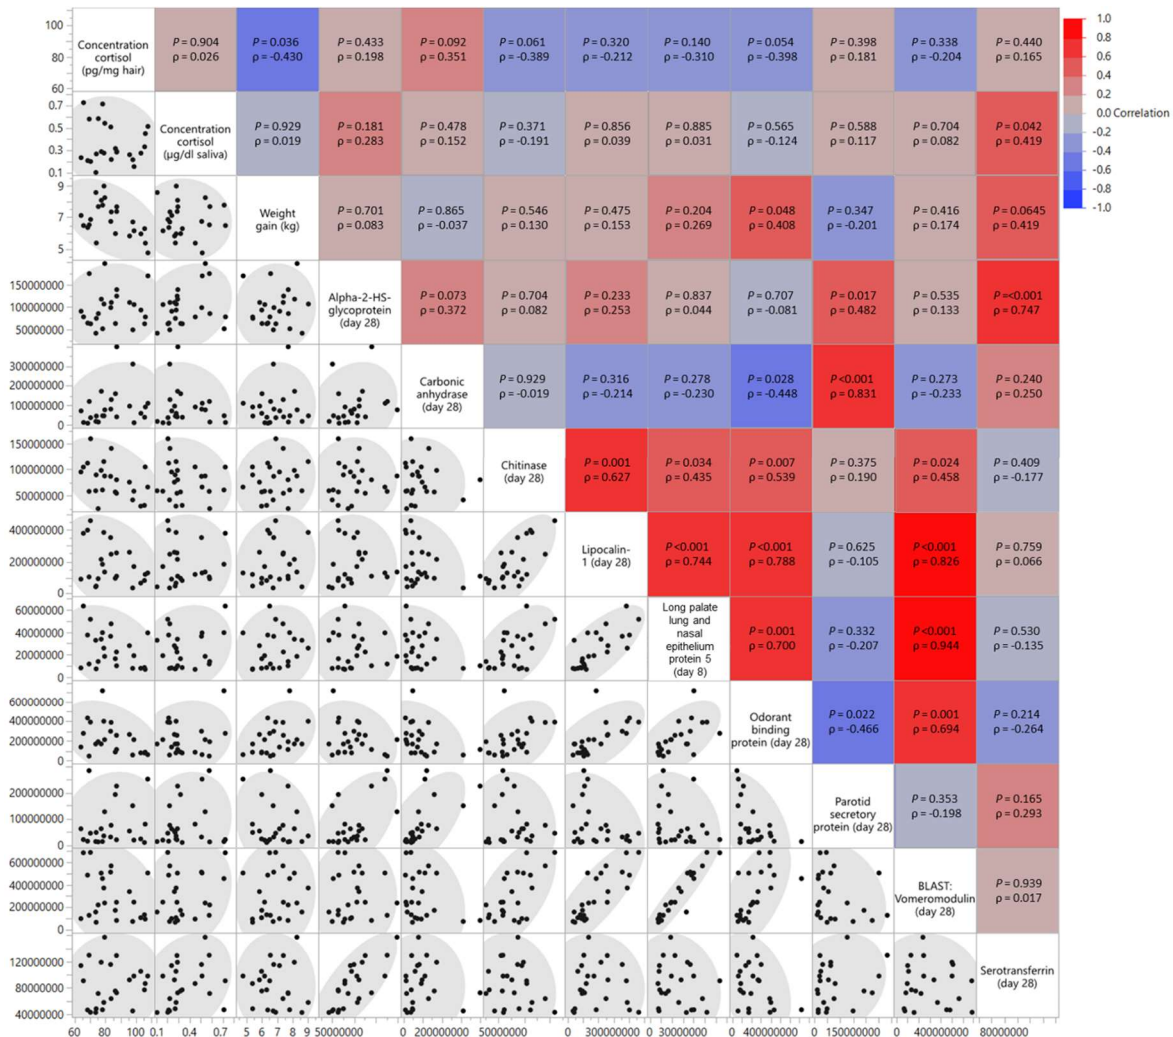 100
80
60
Concentration
cortisol
(pg/mg hair)
P = 0.904
ρ = 0.026
P = 0.036
ρ = -0.430
P = 0.433
ρ = 0.198
P = 0.092
ρ = 0.351
P = 0.061
ρ = -0.389
P = 0.320
ρ = -0.212
P = 0.140
ρ = -0.310
P = 0.054
ρ = -0.398
P = 0.398
ρ = 0.181
P = 0.338
ρ = -0.204
P = 0.440
ρ = 0.165
1.0
0.8
0.6
0.4
0.2
0.0 Correlation
-0.2
-0.4
-0.6
-0.8
-1.0
0.7
0.5
0.3
0.1
Concentration
cortisol
(µg/dl saliva)
P = 0.929
ρ = 0.019
P = 0.181
ρ = 0.283
P = 0.478
ρ = 0.152
P = 0.371
ρ = -0.191
P = 0.856
ρ = 0.039
P = 0.885
ρ = 0.031
P = 0.565
ρ = -0.124
P = 0.588
ρ = 0.117
P = 0.704
ρ = 0.082
P = 0.042
ρ = 0.419
9
7
5
Weight
gain (kg)
P = 0.701
ρ = 0.083
P = 0.865
ρ = -0.037
P = 0.546
ρ = 0.130
P = 0.475
ρ = 0.153
P = 0.204
ρ = 0.269
P = 0.048
ρ = 0.408
P = 0.347
ρ = -0.201
P = 0.416
ρ = 0.174
P = 0.0645
ρ = 0.419
150000000
100000000
50000000
Alpha-2-HS-
glycoprotein
(day 28)
P = 0.073
ρ = 0.372
P = 0.704
ρ = 0.082
P = 0.233
ρ = 0.253
P = 0.837
ρ = 0.044
P = 0.707
ρ = -0.081
P = 0.017
ρ = 0.482
P = 0.535
ρ = 0.133
P =<0.001
ρ = 0.747
300000000
200000000
100000000
0
Carbonic
anhydrase
(day 28)
P = 0.929
ρ = -0.019
P = 0.316
ρ = -0.214
P = 0.278
ρ = -0.230
P = 0.028
ρ = -0.448
P <0.001
ρ = 0.831
P = 0.273
ρ = -0.233
P = 0.240
ρ = 0.250
150000000
100000000
50000000
Chitinase
(day 28)
P = 0.001
ρ = 0.627
P = 0.034
ρ = 0.435
P = 0.007
ρ = 0.539
P = 0.375
ρ = 0.190
P = 0.024
ρ = 0.458
P = 0.409
ρ = -0.177
400000000
200000000
0
Lipocalin-
1 (day 28)
P <0.001
ρ = 0.744
P <0.001
ρ = 0.788
P = 0.625
ρ = -0.105
P <0.001
ρ = 0.826
P = 0.759
ρ = 0.066
60000000
40000000
20000000
0
Long palate
lung and
nasal
epithelium
protein 5
(day 8)
P = 0.001
ρ = 0.700
P = 0.332
ρ = -0.207
P <0.001
ρ = 0.944
P = 0.530
ρ = -0.135
600000000
400000000
200000000
0
Odorant
binding
protein (day 28)
P = 0.022
ρ = -0.466
P = 0.001
ρ = 0.694
P = 0.214
ρ = -0.264
200000000
100000000
0
Parotid
secretory
protein (day 28)
P = 0.353
ρ = -0.198
P = 0.165
ρ = 0.293
600000000
400000000
200000000
0
BLAST:
Vomeromodulin
(day 28)
P = 0.939
ρ = 0.017
120000000
80000000
40000000
Serotransferrin
(day 28)
60 80 100 0.1 0.4 0.7 5 6 7 8 9 50000000 0 200000000 50000000 0 300000000 0 30000000 0 400000000 0 150000000 0 400000000 80000000